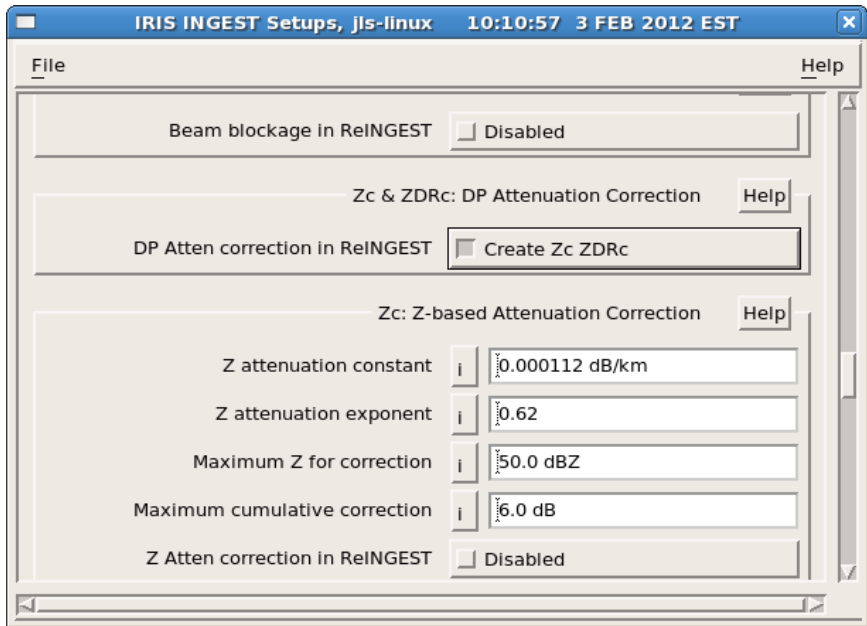 IRIS INGEST Setups, jls-linux 10:10:57 3 FEB 2012 EST
File Help
Beam blockage in ReINGEST Disabled
Zc & ZDRc: DP Attenuation Correction Help
DP Atten correction in ReINGEST Create Zc ZDRc
Zc: Z-based Attenuation Correction Help
Z attenuation constant i 0.000112 dB/km
Z attenuation exponent i 0.62
Maximum Z for correction i 50.0 dBZ
Maximum cumulative correction i 6.0 dB
Z Atten correction in ReINGEST Disabled